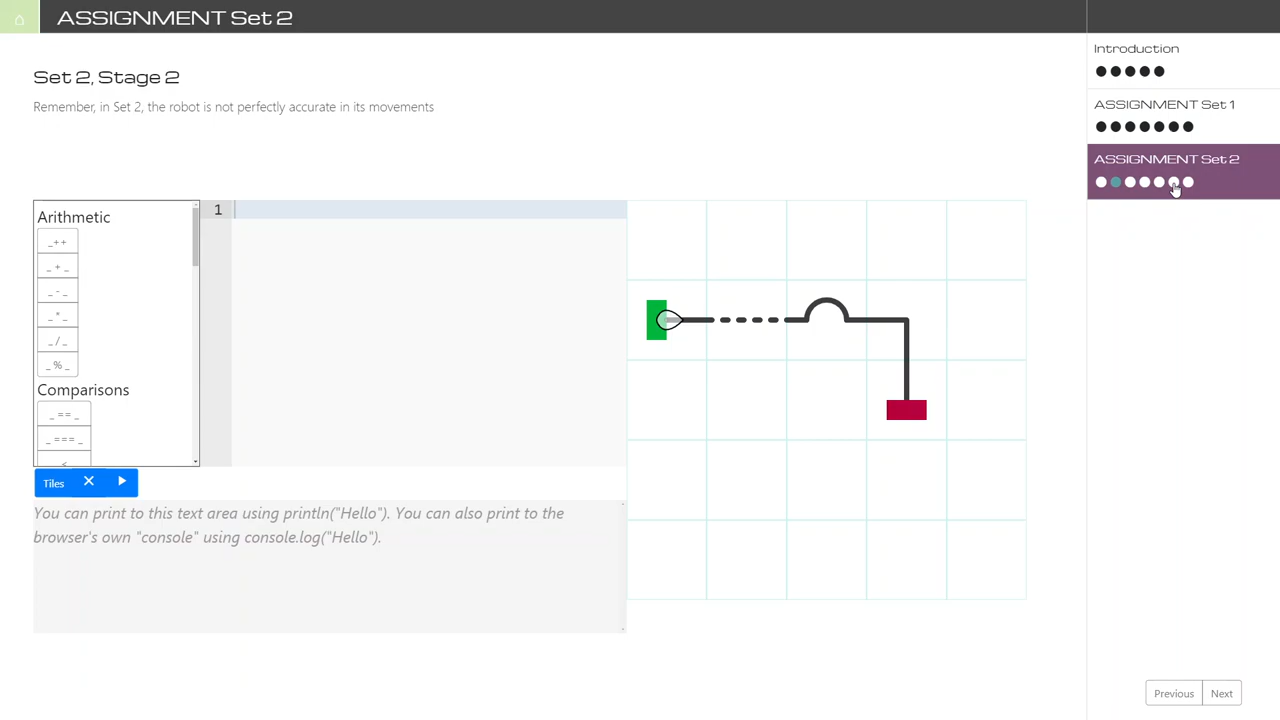 ASSIGNMENT Set 2
Introduction
ASSIGNMENT Set 1
ASSIGNMENT Set 2
Set 2, Stage 2
Remember, in Set 2, the robot is not perfectly accurate in its movements
Arithmetic
_++
_ + _
_ - _
_ * _
_ / _
_ % _
Comparisons
_ == _
_ === _
<
1
Tiles
You can print to this text area using println("Hello"). You can also print to the
browser's own "console" using console.log("Hello").
Previous
Next